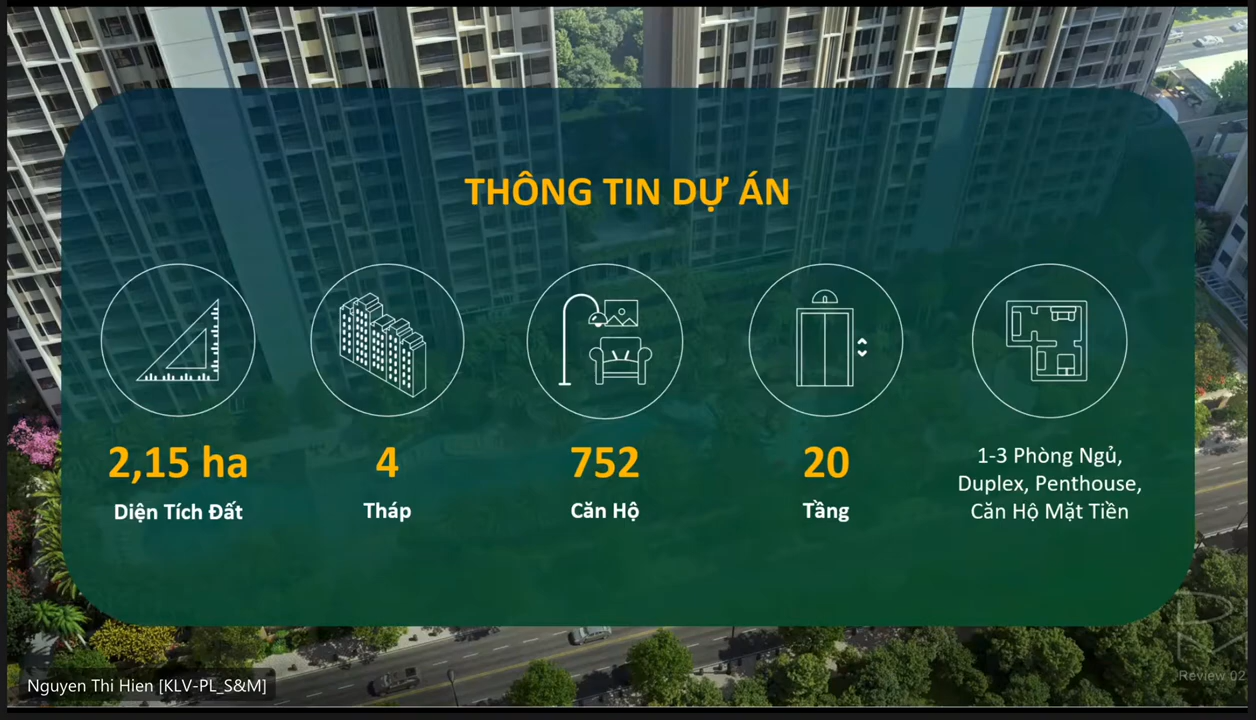 THÔNG TIN DỰ ÁN
2,15 ha
Diện Tích Đất
4
Tháp
752
Căn Hộ
20
Tầng
1-3 Phòng Ngủ,
Duplex, Penthouse,
Căn Hộ Mặt Tiền
Review 02
Nguyen Thi Hien [KLV-PL_S&M]